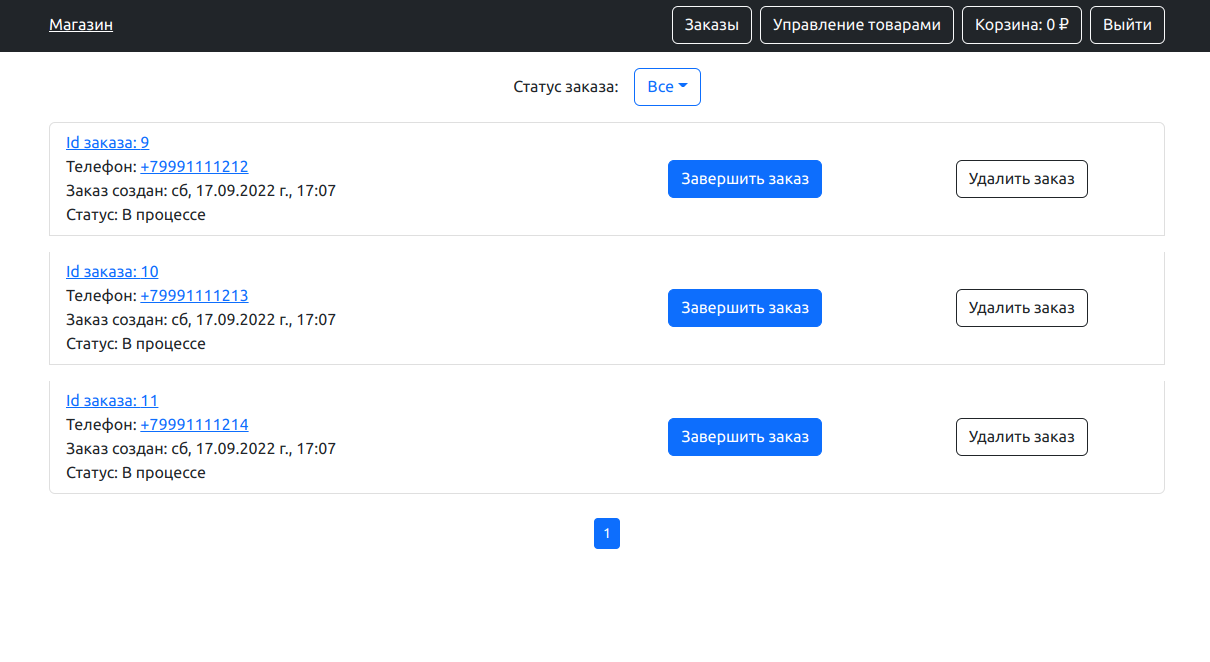 Магазин Заказы Управление товарами Корзина: 0 ₽ Выйти
Статус заказа: Все
Id заказа: 9
Телефон: +79991111212
Заказ создан: сб, 17.09.2022 г., 17:07
Статус: В процессе
Завершить заказ Удалить заказ
Id заказа: 10
Телефон: +79991111213
Заказ создан: сб, 17.09.2022 г., 17:07
Статус: В процессе
Завершить заказ Удалить заказ
Id заказа: 11
Телефон: +79991111214
Заказ создан: сб, 17.09.2022 г., 17:07
Статус: В процессе
Завершить заказ Удалить заказ
1